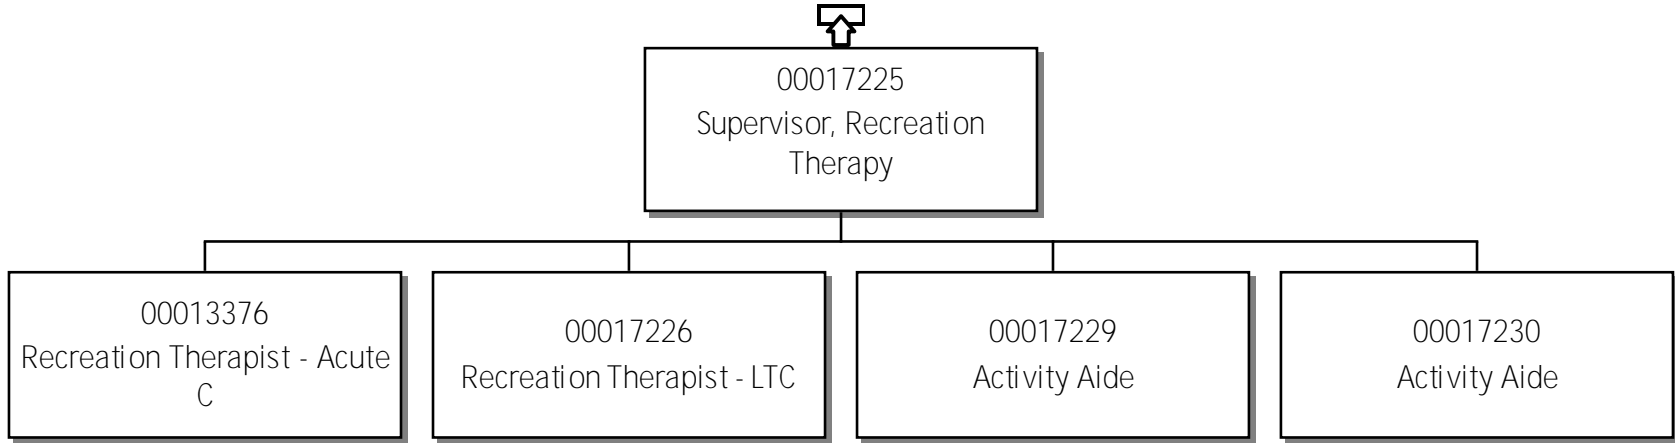 00017225
Supervisor, Recreation
Therapy
00013376
Recreation Therapist - Acute
C
00017226
Recreation Therapist - LTC
00017229
Activity Aide
00017230
Activity Aide